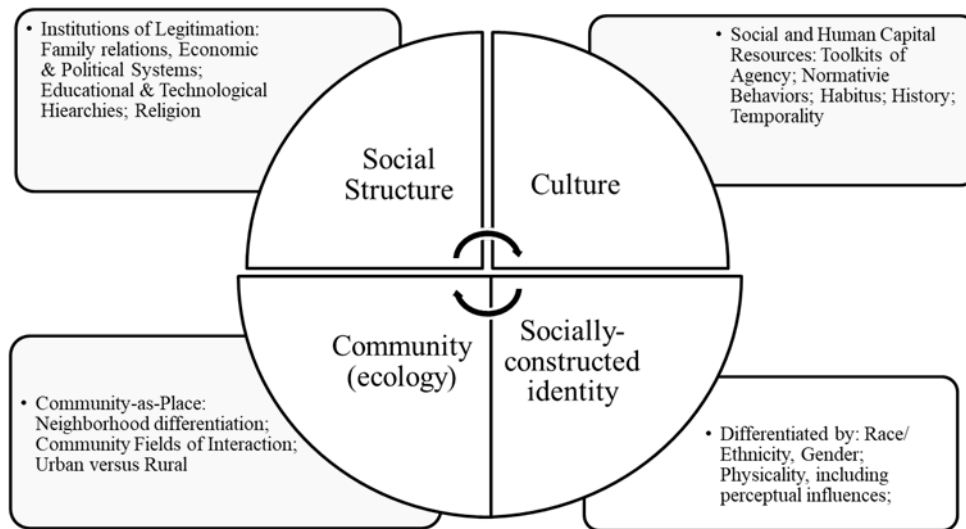 • Institutions of Legitimation:
Family relations, Economic
& Political Systems;
Educational & Technological
Hiearchies; Religion
• Social and Human Capital
Resources: Toolkits of
Agency; Normativie
Behaviors; Habitus; History;
Temporality
Social
Structure
Culture
Community
(ecology)
Socially-
constructed
identity
• Community-as-Place:
Neighborhood differentiation;
Community Fields of Interaction;
Urban versus Rural
• Differentiated by: Race/
Ethnicity, Gender;
Physicality, including
perceptual influences;